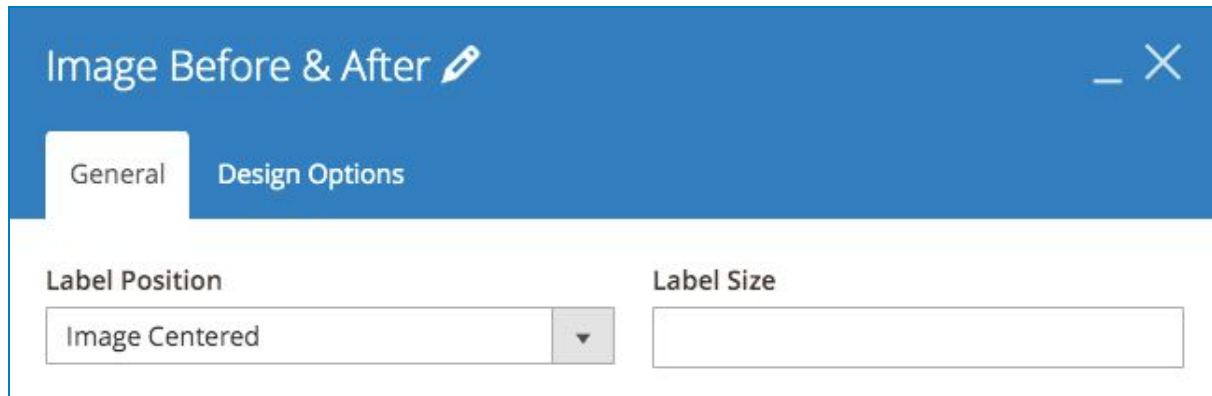 Image Before & After
General Design Options
Label Position Label Size
Image Centered